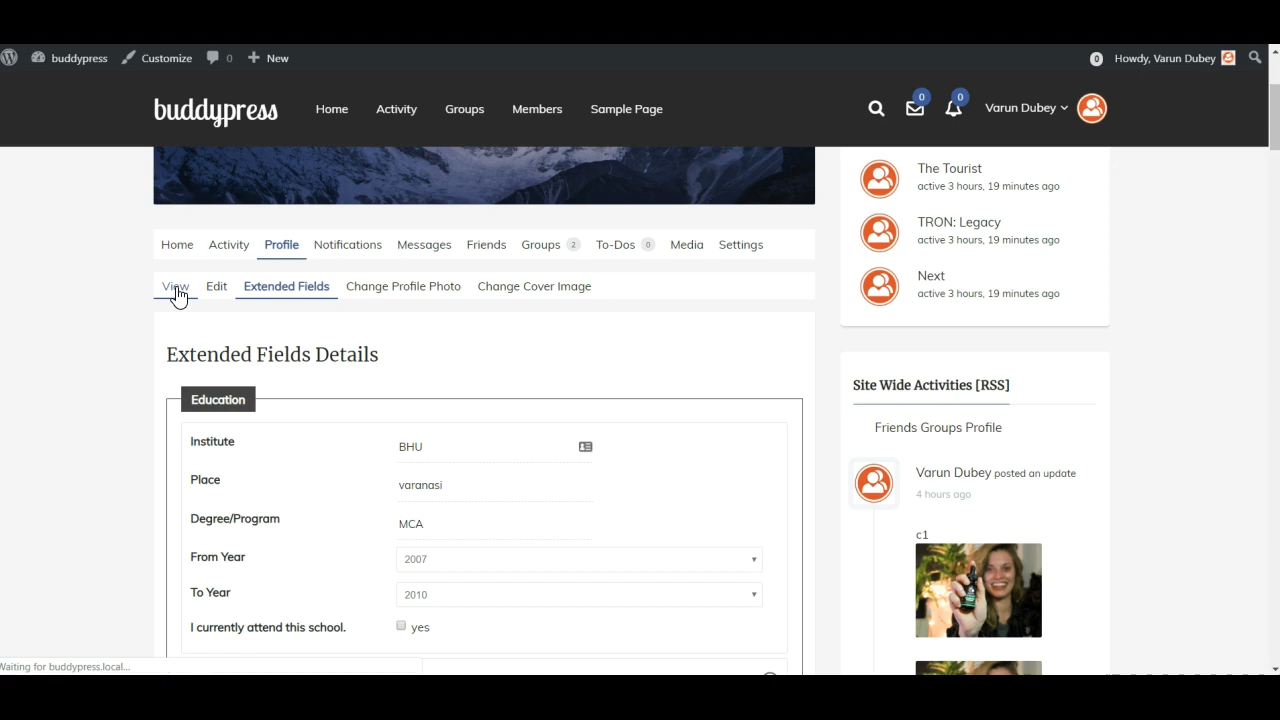 buddypress Customize 0 New 0 Howdy, Varun Dubey
buddypress Home Activity Groups Members Sample Page 0 0 Varun Dubey
The Tourist
active 3 hours, 19 minutes ago
TRON: Legacy
active 3 hours, 19 minutes ago
Next
active 3 hours, 19 minutes ago
Home Activity Profile Notifications Messages Friends Groups 2 To-Dos 0 Media Settings
View Edit Extended Fields Change Profile Photo Change Cover Image
Extended Fields Details
Education
Institute BHU
Place varanasi
Degree/Program MCA
From Year 2007
To Year 2010
I currently attend this school. yes
Site Wide Activities [RSS]
Friends Groups Profile
Varun Dubey posted an update
4 hours ago
c1
Waiting for buddypress.local...